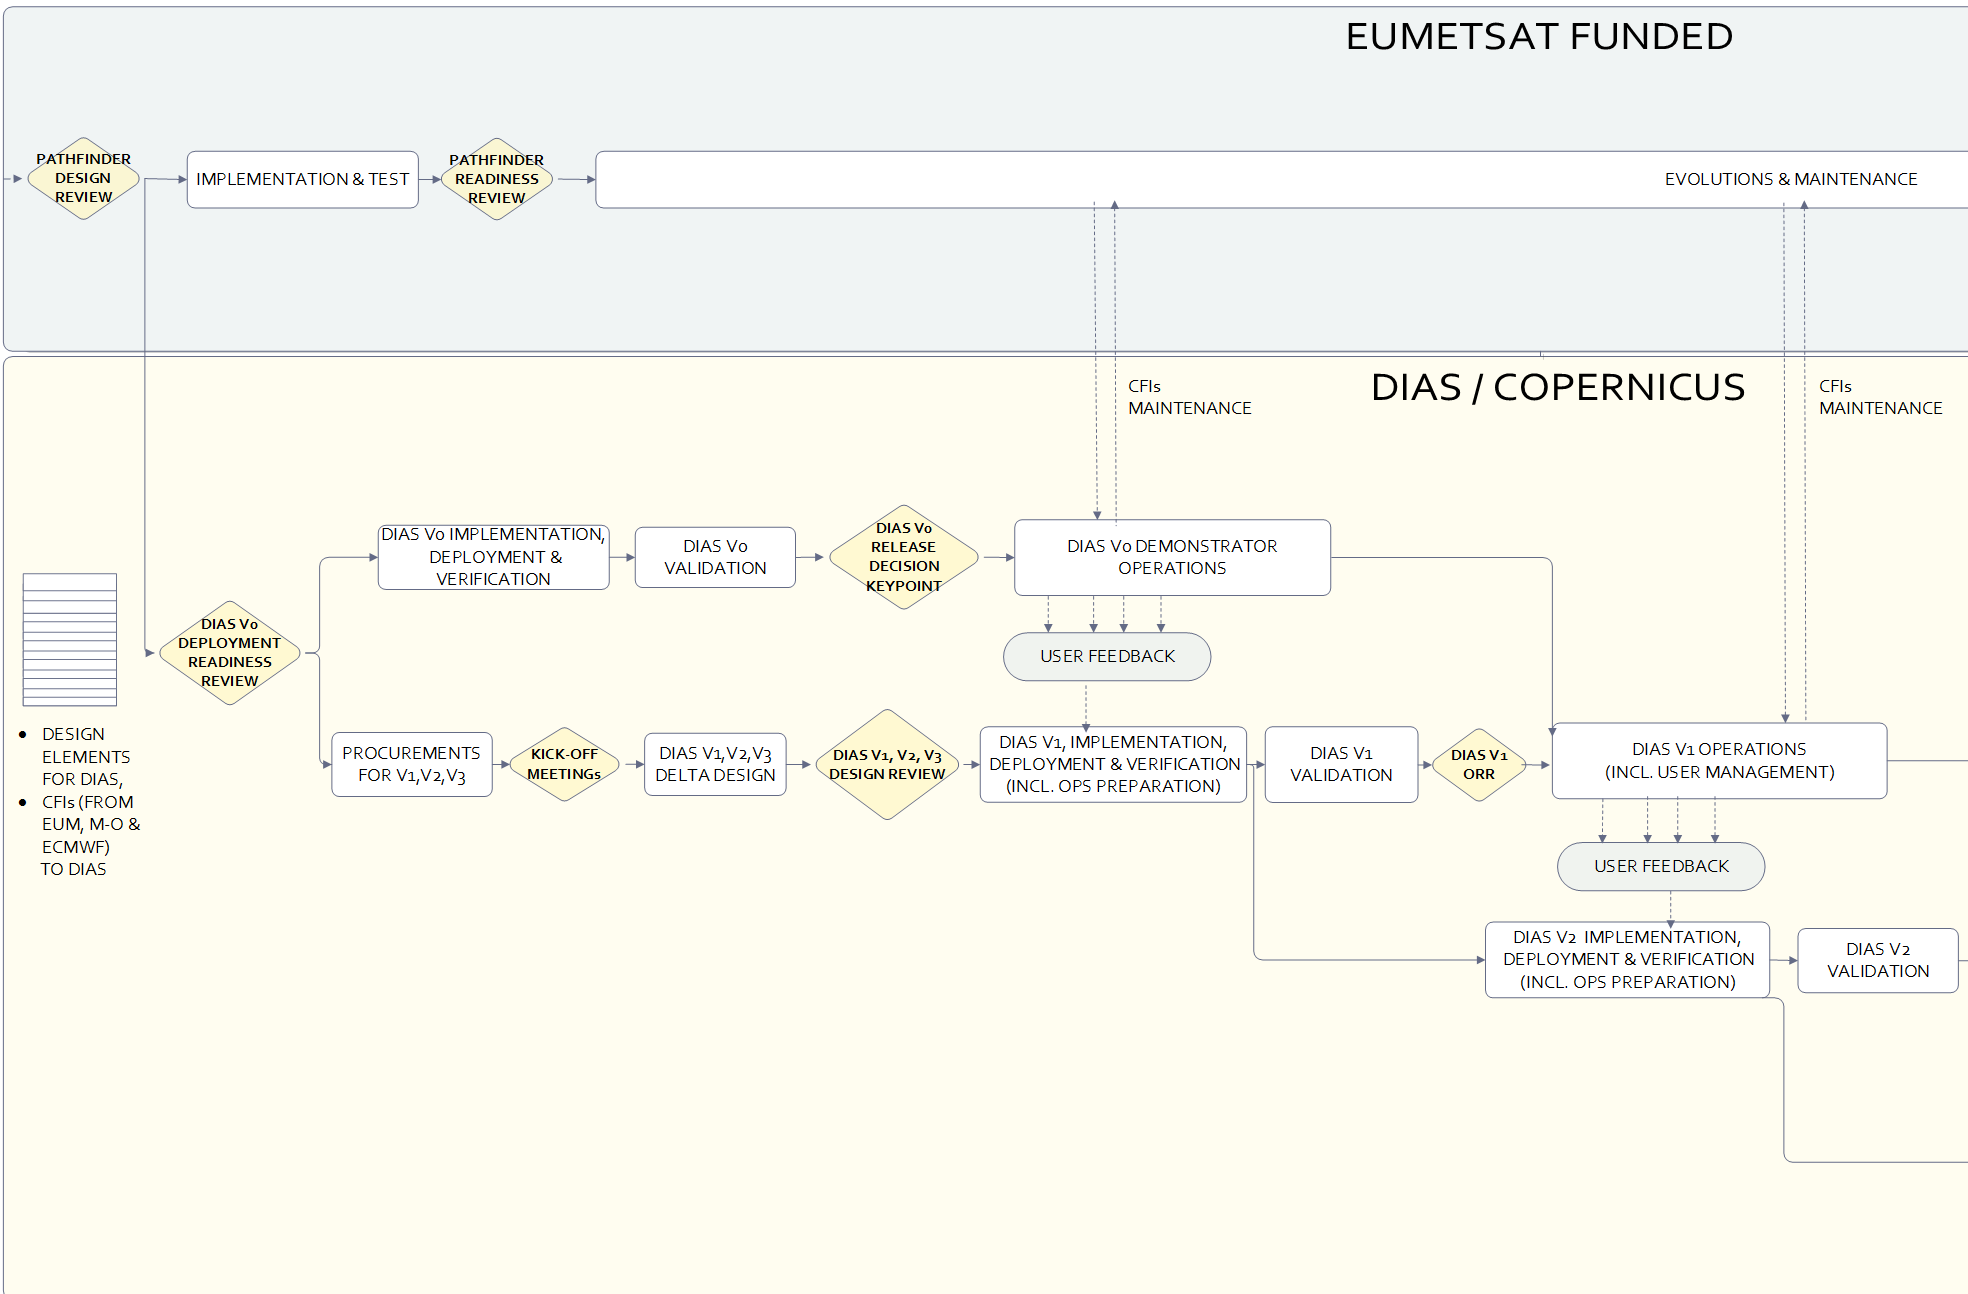 EUMETSAT FUNDED
PATHFINDER
DESIGN
REVIEW
IMPLEMENTATION & TEST
PATHFINDER
READINESS
REVIEW
EVOLUTIONS & MAINTENANCE
DIAS / COPERNICUS
CFIs
MAINTENANCE
CFIs
MAINTENANCE
DIAS V0 IMPLEMENTATION,
DEPLOYMENT &
VERIFICATION
DIAS V0
VALIDATION
DIAS V0
RELEASE
DECISION
KEYPOINT
DIAS V0 DEMONSTRATOR
OPERATIONS
DIAS V0
DEPLOYMENT
READINESS
REVIEW
USER FEEDBACK
• DESIGN
ELEMENTS
FOR DIAS,
• CFIs (FROM
EUM, M-O &
ECMWF)
TO DIAS
PROCUREMENTS
FOR V1,V2,V3
KICK-OFF
MEETINGs
DIAS V1,V2,V3
DELTA DESIGN
DIAS V1, V2, V3
DESIGN REVIEW
DIAS V1, IMPLEMENTATION,
DEPLOYMENT & VERIFICATION
(INCL. OPS PREPARATION)
DIAS V1
VALIDATION
DIAS V1
ORR
DIAS V1 OPERATIONS
(INCL. USER MANAGEMENT)
USER FEEDBACK
DIAS V2 IMPLEMENTATION,
DEPLOYMENT & VERIFICATION
(INCL. OPS PREPARATION)
DIAS V2
VALIDATION